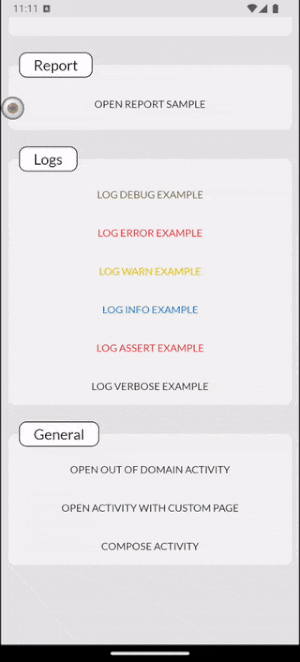 11:11
Report
OPEN REPORT SAMPLE
Logs
LOG DEBUG EXAMPLE
LOG ERROR EXAMPLE
LOG WARN EXAMPLE
LOG INFO EXAMPLE
LOG ASSERT EXAMPLE
LOG VERBOSE EXAMPLE
General
OPEN OUT OF DOMAIN ACTIVITY
OPEN ACTIVITY WITH CUSTOM PAGE
COMPOSE ACTIVITY